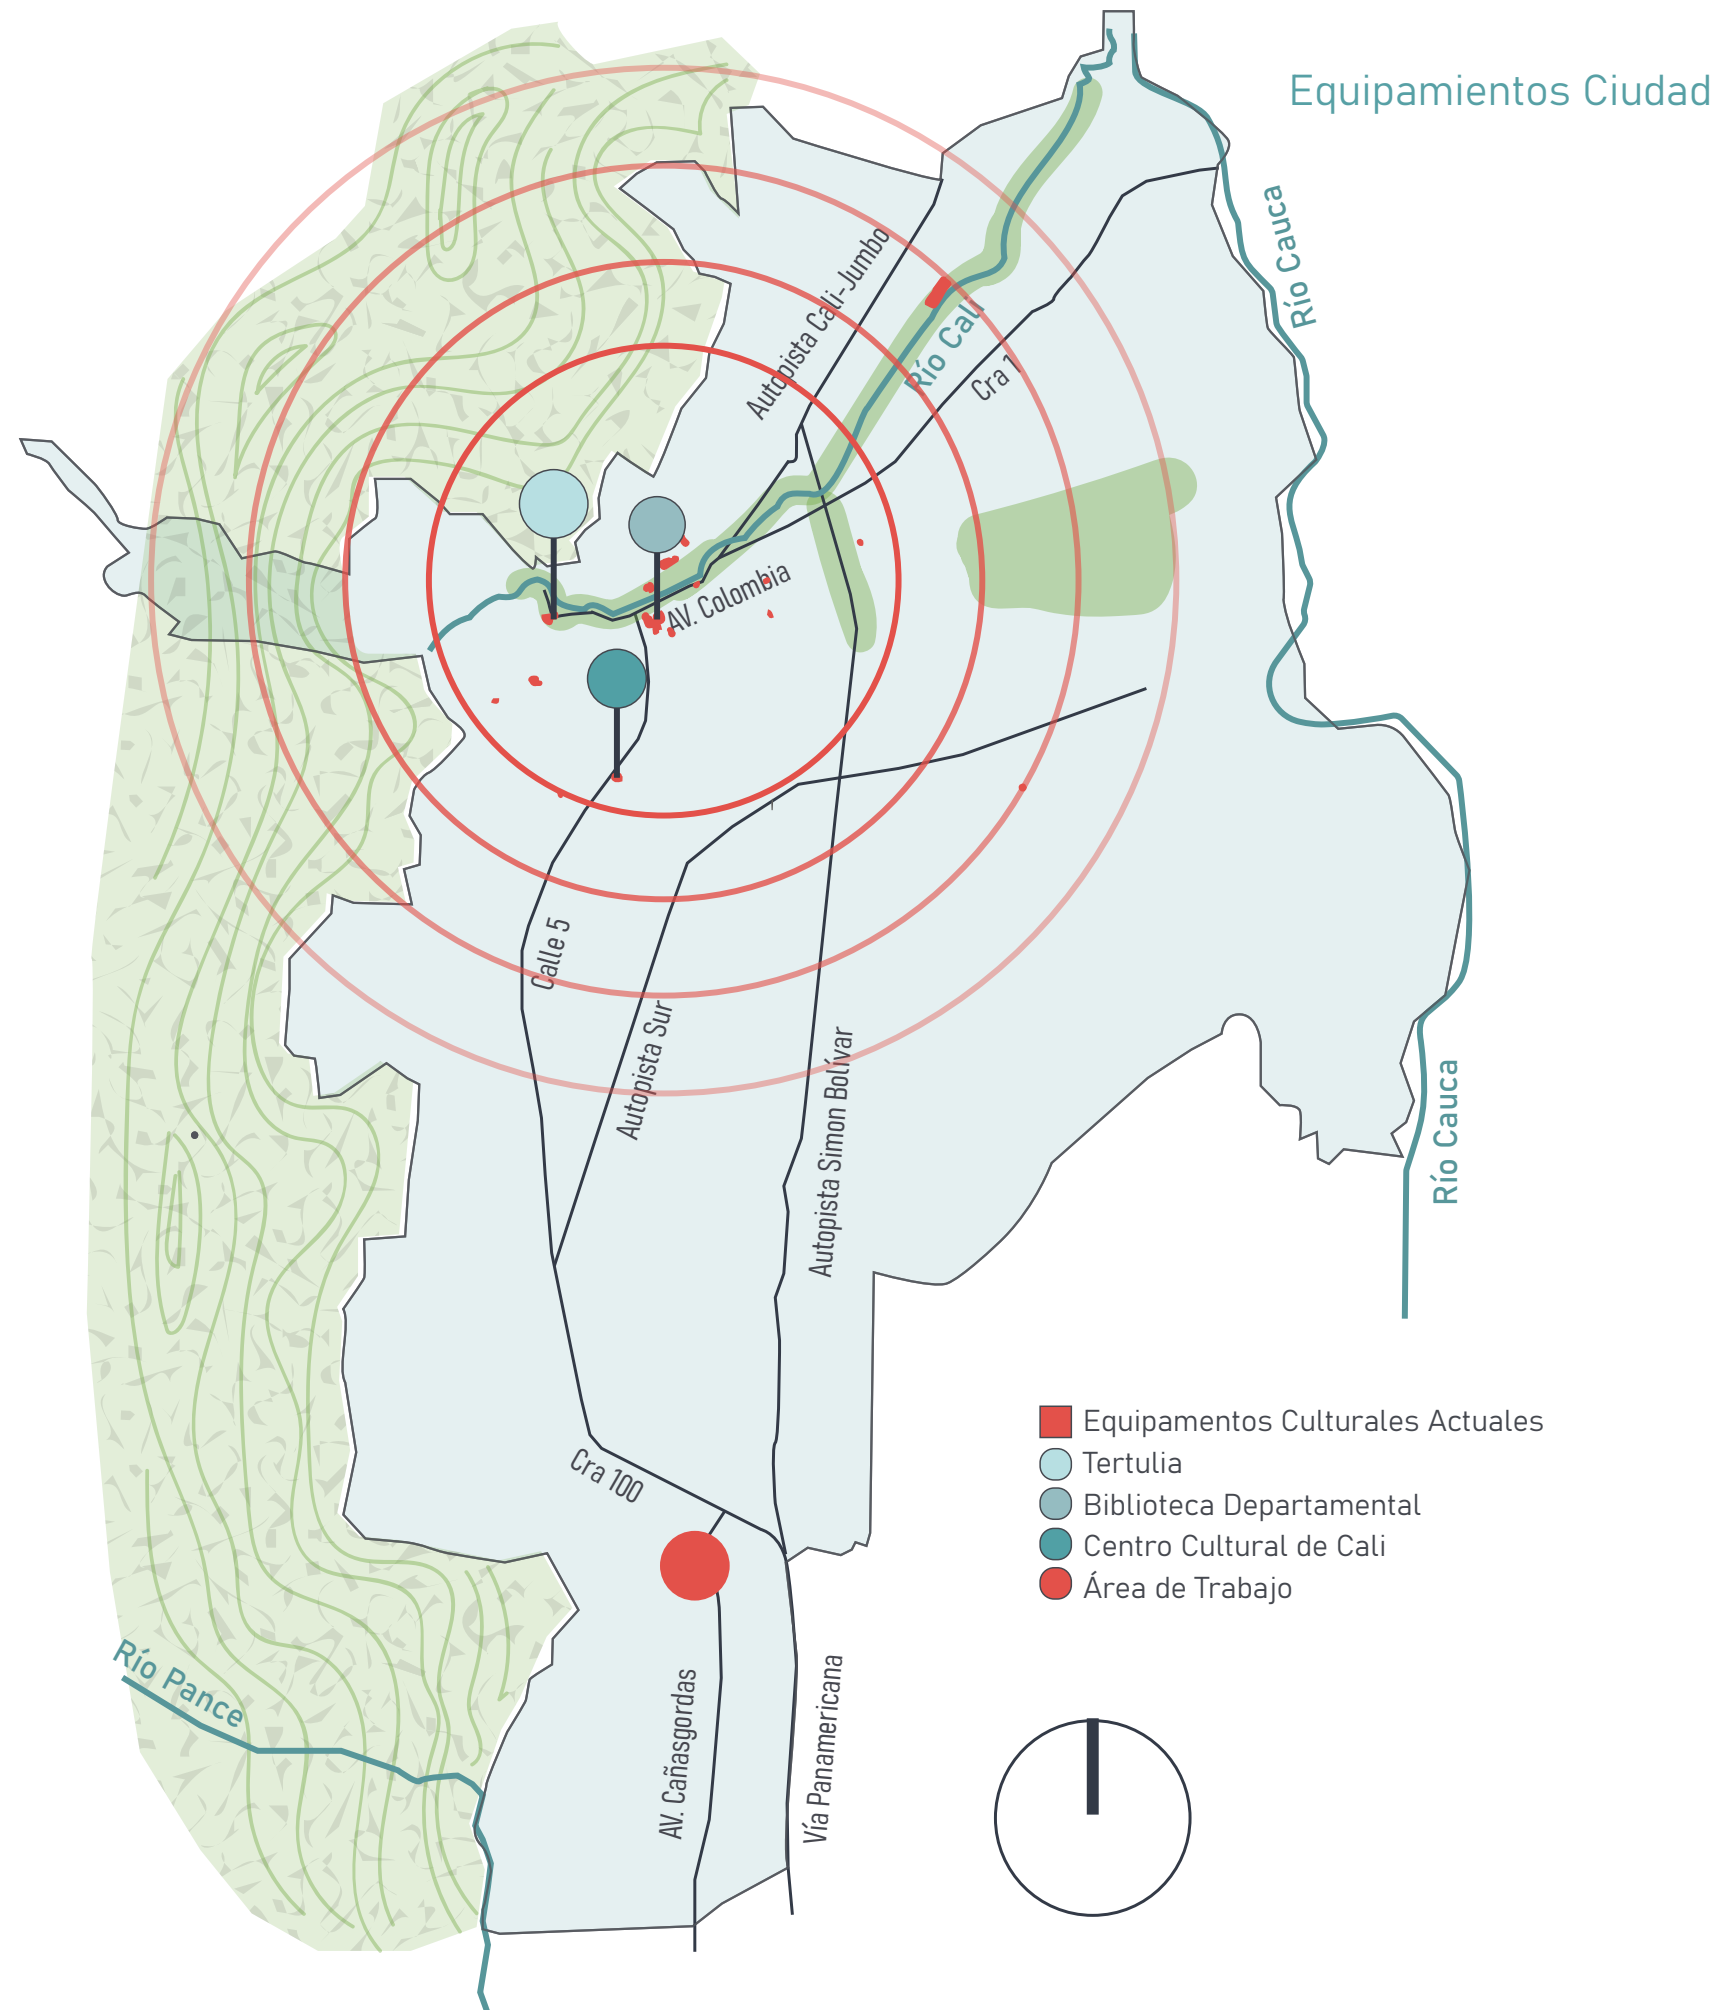 Equipamientos Ciudad
Río Cauca
Autopista Cali-Jumbo
Río Cali
Cra 1
AV. Colombia
Calle 5
Autopista Sur
Autopista Simon Bolívar
Río Cauca
Equipamentos Culturales Actuales
Tertulia
Biblioteca Departamental
Centro Cultural de Cali
Área de Trabajo
Cra 100
Río Pance
AV. Cañasgordas
Vía Panamericana